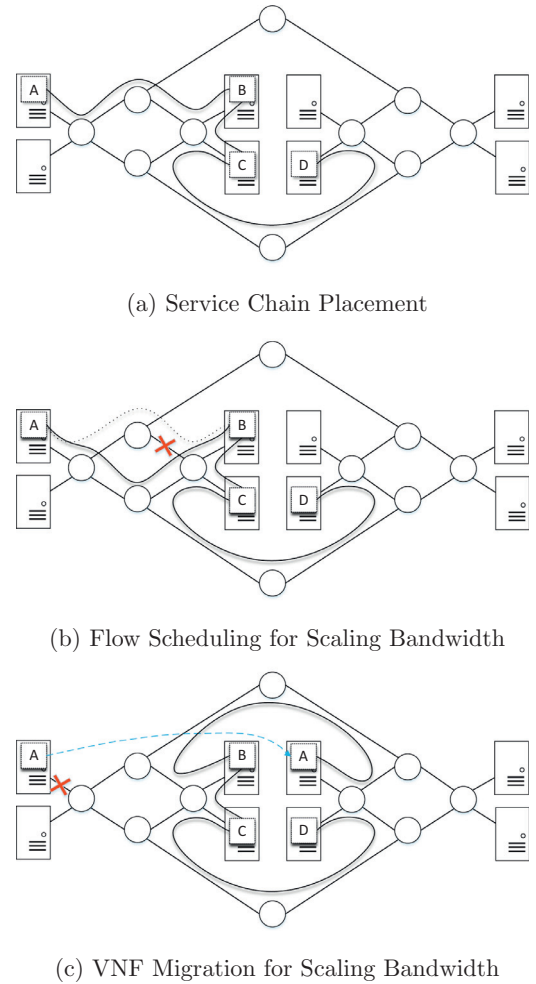 A B
C D
(a) Service Chain Placement
A B
C D
(b) Flow Scheduling for Scaling Bandwidth
A B A
C D
(c) VNF Migration for Scaling Bandwidth